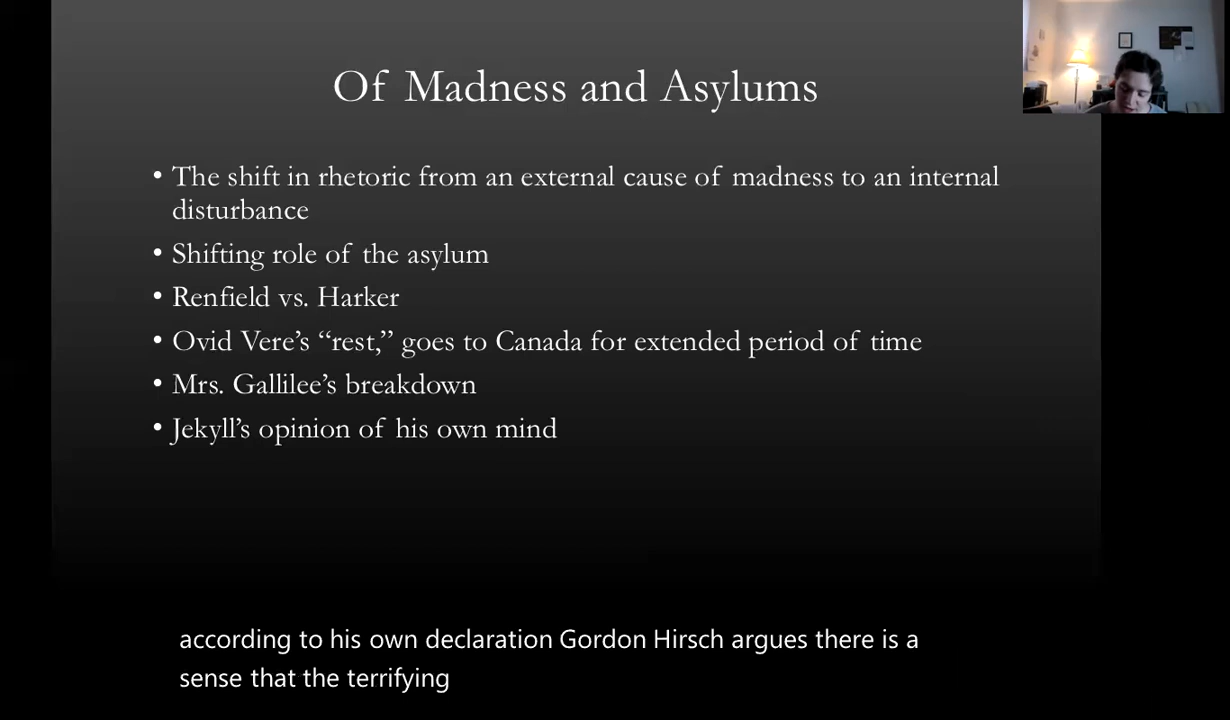 Of Madness and Asylums
• The shift in rhetoric from an external cause of madness to an internal
disturbance
• Shifting role of the asylum
• Renfield vs. Harker
• Ovid Vere’s “rest,” goes to Canada for extended period of time
• Mrs. Gallilee’s breakdown
• Jekyll’s opinion of his own mind
according to his own declaration Gordon Hirsch argues there is a
sense that the terrifying